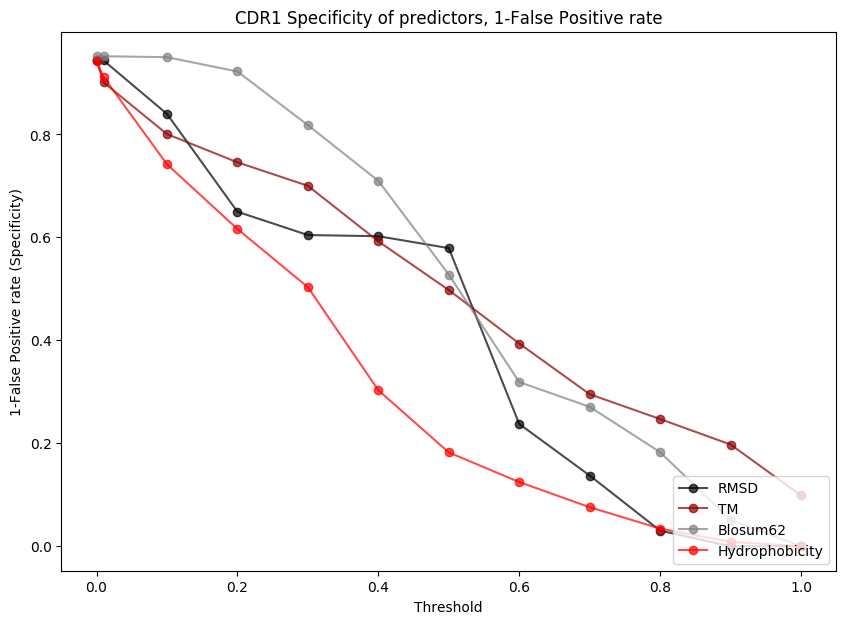 CDR1 Specificity of predictors, 1-False Positive rate
1-False Positive rate (Specificity)
0.8
0.6
0.4
0.2
0.0
RMSD
TM
Blosum62
Hydrophobicity
0.0 0.2 0.4 0.6 0.8 1.0
Threshold